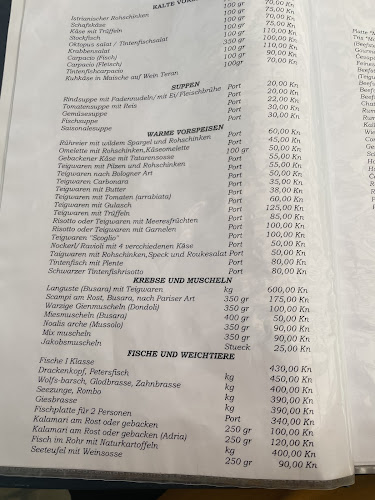 KALTE
Istrianischer Rohschinken 100 gr 70,00 Kn
Schafskäse 100 gr 75,00 Kn
Käse mit Trüffeln 100 gr 110,00 Kn
Stockfisch 100 gr 100,00 Kn
Oktopus salat / Tintenfischsalat
Krabbensalat
Carpacio (Fisch)
Carpacio (Fleisch) 100gr 70,00 Kn
Tintenfischcarpacio
Kuhkäse in Maische auf Wein Teran
SUPPEN
Rindsuppe mit Fadennudeln/ mit Ei/Fleischbrühe Port 20,00 Kn
Tomatensuppe mit Reis Port 20,00 Kn
Gemüsesuppe Port 22,00 Kn
Fischsuppe Port 30,00 Kn
Saisonalesuppe Port 30,00 Kn
WARME VORSPEISEN
Rühreier mit wildem Spargel und Rohschinken Port 60,00 Kn
Omelette mit Rohschinken,Käseomelette Port 45,00 Kn
Gebackener Käse mit Tatarensosse 100 gr 50,00 Kn
Teigwaren mit Pilzen und Rohschinken Port 55,00 Kn
Teigwaren nach Bologner Art Port 55,00 Kn
Teigwaren Carbonara Port 50,00 Kn
Teigwaren mit Butter Port 35,00 Kn
Teigwaren mit Tomaten (arrabiata) Port 38,00 Kn
Teigwaren mit Gulasch Port 60,00 Kn
Teigwaren mit Trüffeln Port 125,00 Kn
Risotto oder Teigwaren mit Meeresfrüchten Port 85,00 Kn
Risotto oder Teigwaren mit Garnelen Port 100,00 Kn
Teigwaren "Scoglio" Port 100,00 Kn
Nockerl/ Ravioli mit 4 verschiedenen Käse Port 50,00 Kn
Taigwaren mit Rohschinken,Speck und Roukesalat Port 50,00 Kn
Tintenfisch mit Plente Port 80,00 Kn
Schwarzer Tintenfishrisotto Port 80,00 Kn
KREBSE UND MUSCHELN
Languste (Busara) mit Teigwaren kg 600,00 Kn
Scampi am Rost, Busara, nach Pariser Art 350 gr 175,00 Kn
Warzige Gienmuscheln (Dondoli) 350 gr 100,00 Kn
Miesmuscheln (Busara) 400 gr 50,00 Kn
Noalis arche (Mussolo) 350 gr 90,00 Kn
Mix muscheln 350 gr 90,00 Kn
Jakobsmuscheln Stueck 25,00 Kn
FISCHE UND WEICHTIERE
Fische I Klasse 430,00 Kn
Drackenkopf, Petersfisch kg 450,00 Kn
Wolfs-barsch, Glodbrasse, Zahnbrasse kg 400,00 Kn
Seezunge, Rombo kg 390,00 Kn
Giesbrasse kg 390,00 Kn
Fischplatte für 2 Personen Port 340,00 Kn
Kalamari am Rost oder gebacken 250 gr 100,00 Kn
Kalamari am Rost oder gebacken (Adria) 250 gr 120,00 Kn
Fisch im Rohr mit Naturkartoffeln kg 400,00 Kn
Seeteufel mit Weinsosse 250 gr 90,00 Kn